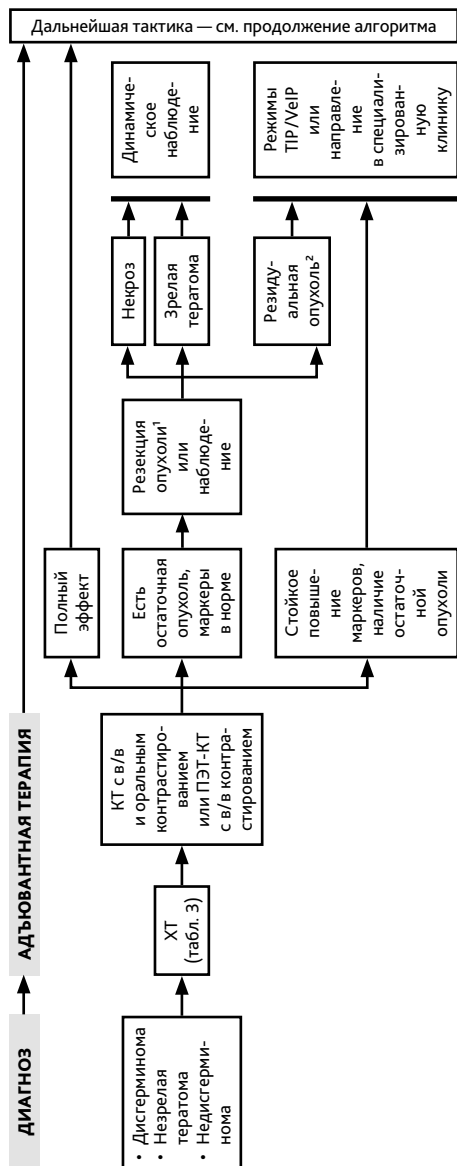 ДИАГНОЗ
АДЪЮВАНТНАЯ ТЕРАПИЯ
• Дисгерминома
• Незрелая
тератома
• Недисгерми-
нома
ХТ
(табл. 3)
КТ с в/в
и оральным
контрастиро-
ванием
или ПЭТ-КТ
с в/в контра-
стированием
Полный
эффект
Есть
остаточная
опухоль,
маркеры
в норме
Стойкое
повыше-
ние
маркеров,
наличие
остаточ-
ной
опухоли
Резекция
опухоли¹
или
наблюде-
ние
Некроз
Зрелая
тератома
Резиду-
альная
опухоль²
Динамиче-
ское
наблюде-
ние
Режимы
TIP/VeIP
или
направле-
ние
в специали-
зирован-
ную
клинику
Дальнейшая тактика — см. продолжение алгоритма